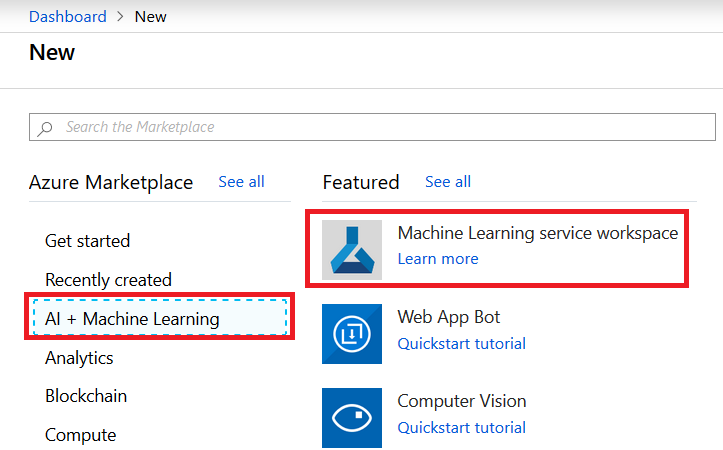 Dashboard > New
New
Search the Marketplace
Azure Marketplace See all
Get started
Recently created
AI + Machine Learning
Analytics
Blockchain
Compute
Featured See all
Machine Learning service workspace
Learn more
Web App Bot
Quickstart tutorial
Computer Vision
Quickstart tutorial